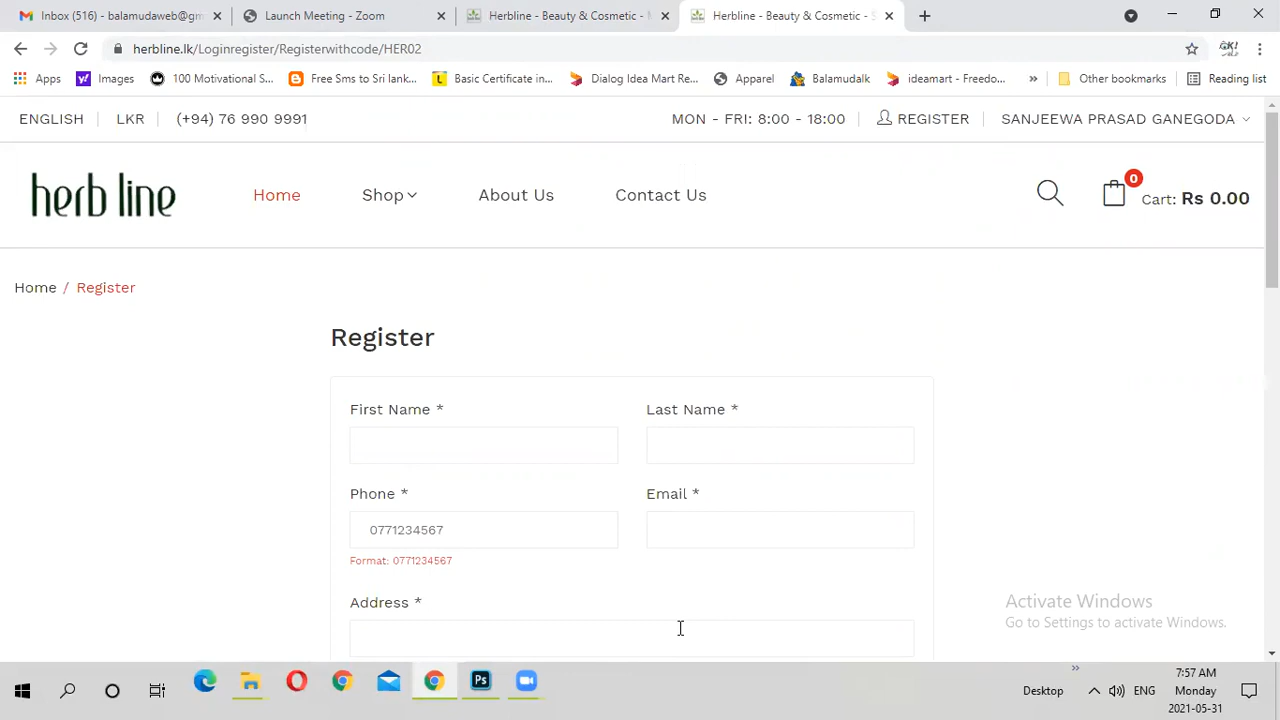 Inbox (516) - balamudaweb@gm
Launch Meeting - Zoom
Herbline - Beauty & Cosmetic -
Herbline - Beauty & Cosmetic - S
herbline.lk/Loginregister/Registerwithcode/HER02
Apps
Images
100 Motivational S...
Free Sms to Sri lank...
Basic Certificate in...
Dialog Idea Mart Re...
Apparel
Balamudalk
ideamart - Freedo...
»
Other bookmarks
Reading list
ENGLISH
LKR
(+94) 76 990 9991
MON - FRI: 8:00 - 18:00
REGISTER
SANJEEWA PRASAD GANEGODA
herb line
Home
Shop
About Us
Contact Us
0
Cart: Rs 0.00
Home / Register
Register
First Name *
Last Name *
Phone *
Email *
0771234567
Format: 0771234567
Address *
Activate Windows
Go to Settings to activate Windows.
Ps
Desktop
»
ENG
7:57 AM
Monday
2021-05-31